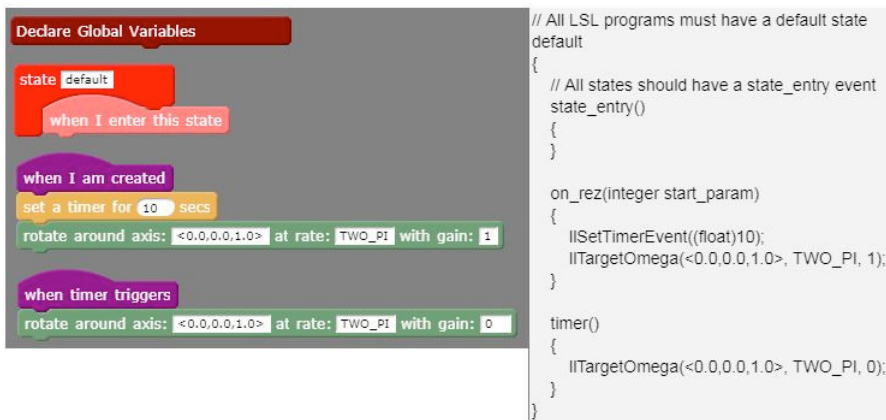 Declare Global Variables
state default
when I enter this state
when I am created
set a timer for 10 secs
rotate around axis: <0.0,0.0,1.0> at rate: TWO_PI with gain: 1
when timer triggers
rotate around axis: <0.0,0.0,1.0> at rate: TWO_PI with gain: 0
// All LSL programs must have a default state
default
{
// All states should have a state_entry event
state_entry()
{
}
on_rez(integer start_param)
{
llSetTimerEvent((float)10);
llTargetOmega(<0.0,0.0,1.0>, TWO_PI, 1);
}
timer()
{
llTargetOmega(<0.0,0.0,1.0>, TWO_PI, 0);
}
}